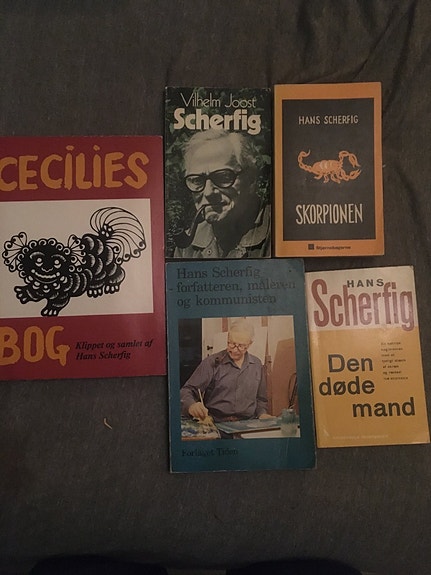 CECILIES
BOG
Klippet og samlet af
Hans Scherfig
Vilhelm Joost
Scherfig
HANS SCHERFIG
SKORPIONEN
Hans Scherfig
- forfatteren, maleren
og kommunisten
Forlaget Tiden
HANS
Scherfig
Den
døde
mand